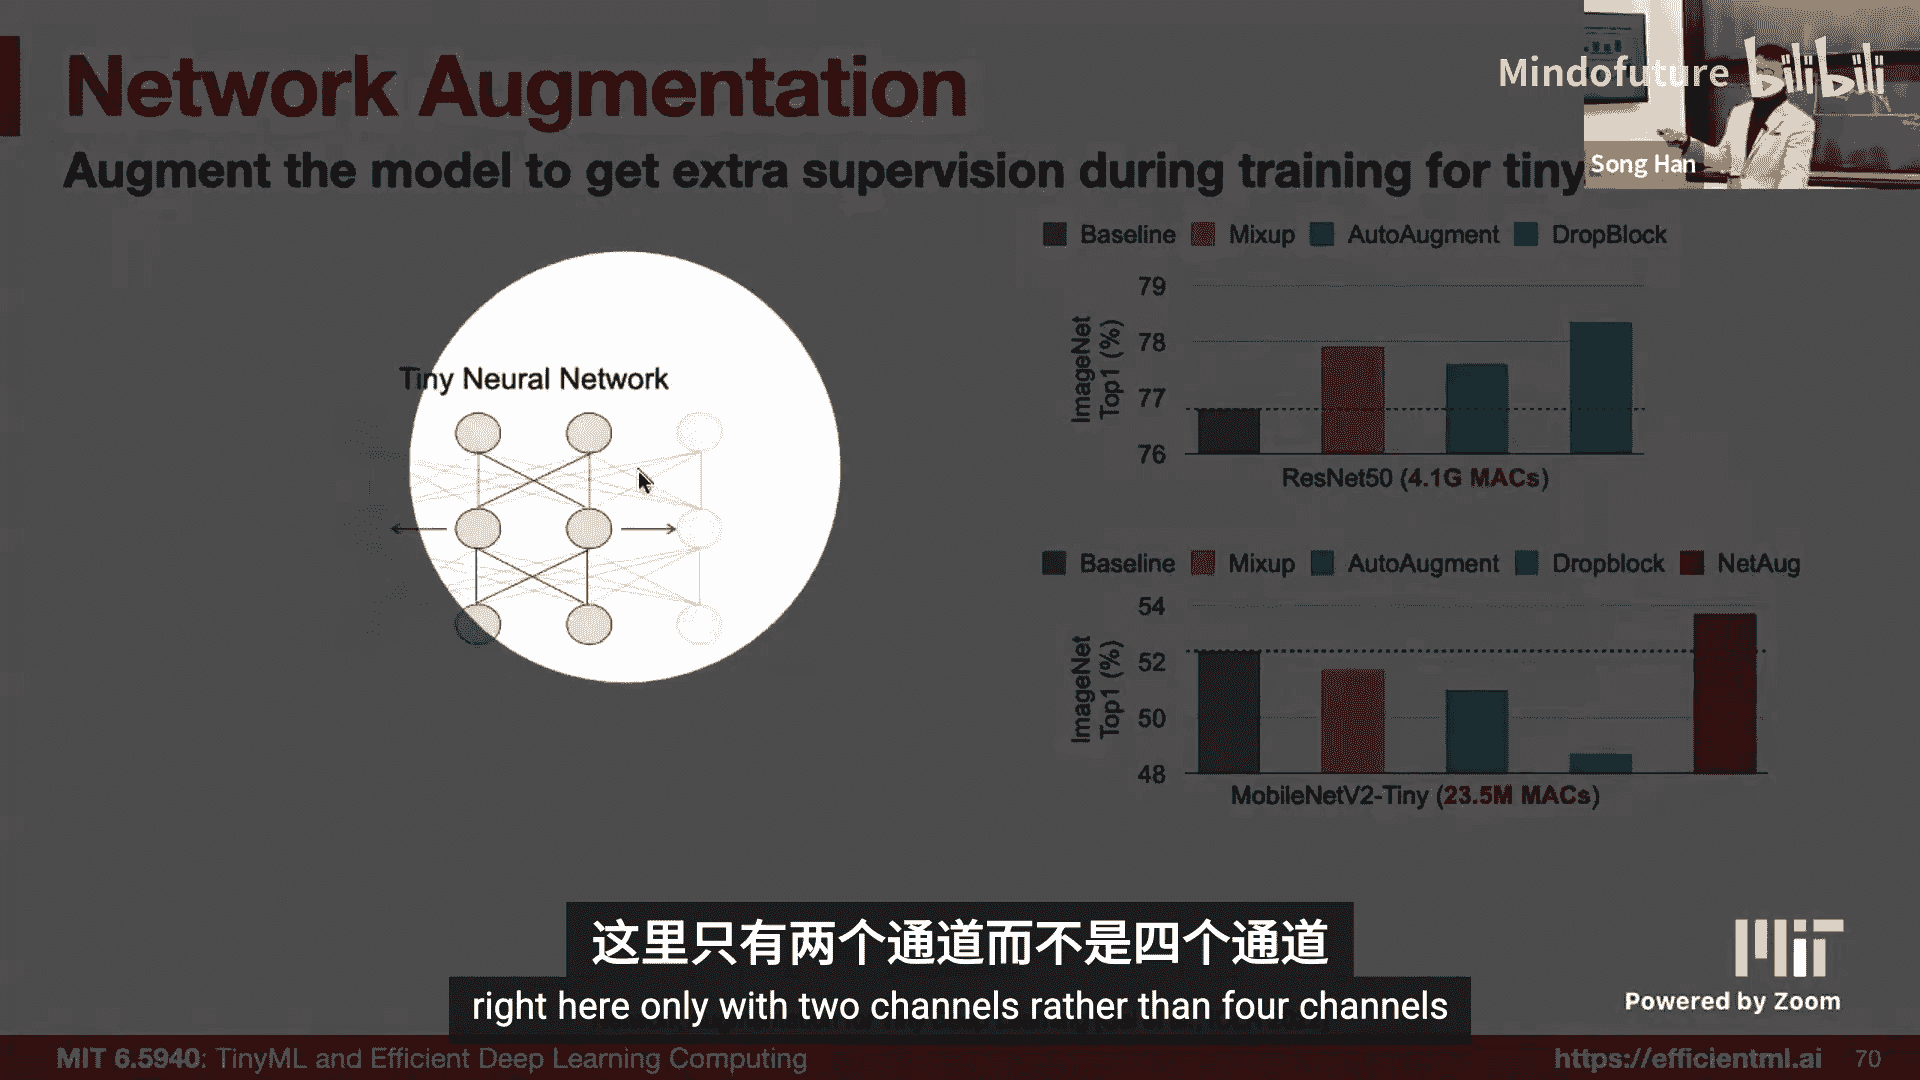 Network Augmentation
Mindofuture bilibili
Augment the model to get extra supervision during training for tiny
Song Han
Baseline Mixup AutoAugment DropBlock
79
78
77
76
ImageNet
Top1 (%)
ResNet50 (4.1G MACs)
Tiny Neural Network
Baseline Mixup AutoAugment Dropblock NetAug
54
52
50
48
ImageNet
Top1 (%)
MobileNetV2-Tiny (23.5M MACs)
这里只有两个通道而不是四个通道
right here only with two channels rather than four channels
MIT
Powered by Zoom
MIT 6.5940: TinyML and Efficient Deep Learning Computing
https://efficientml.ai 70